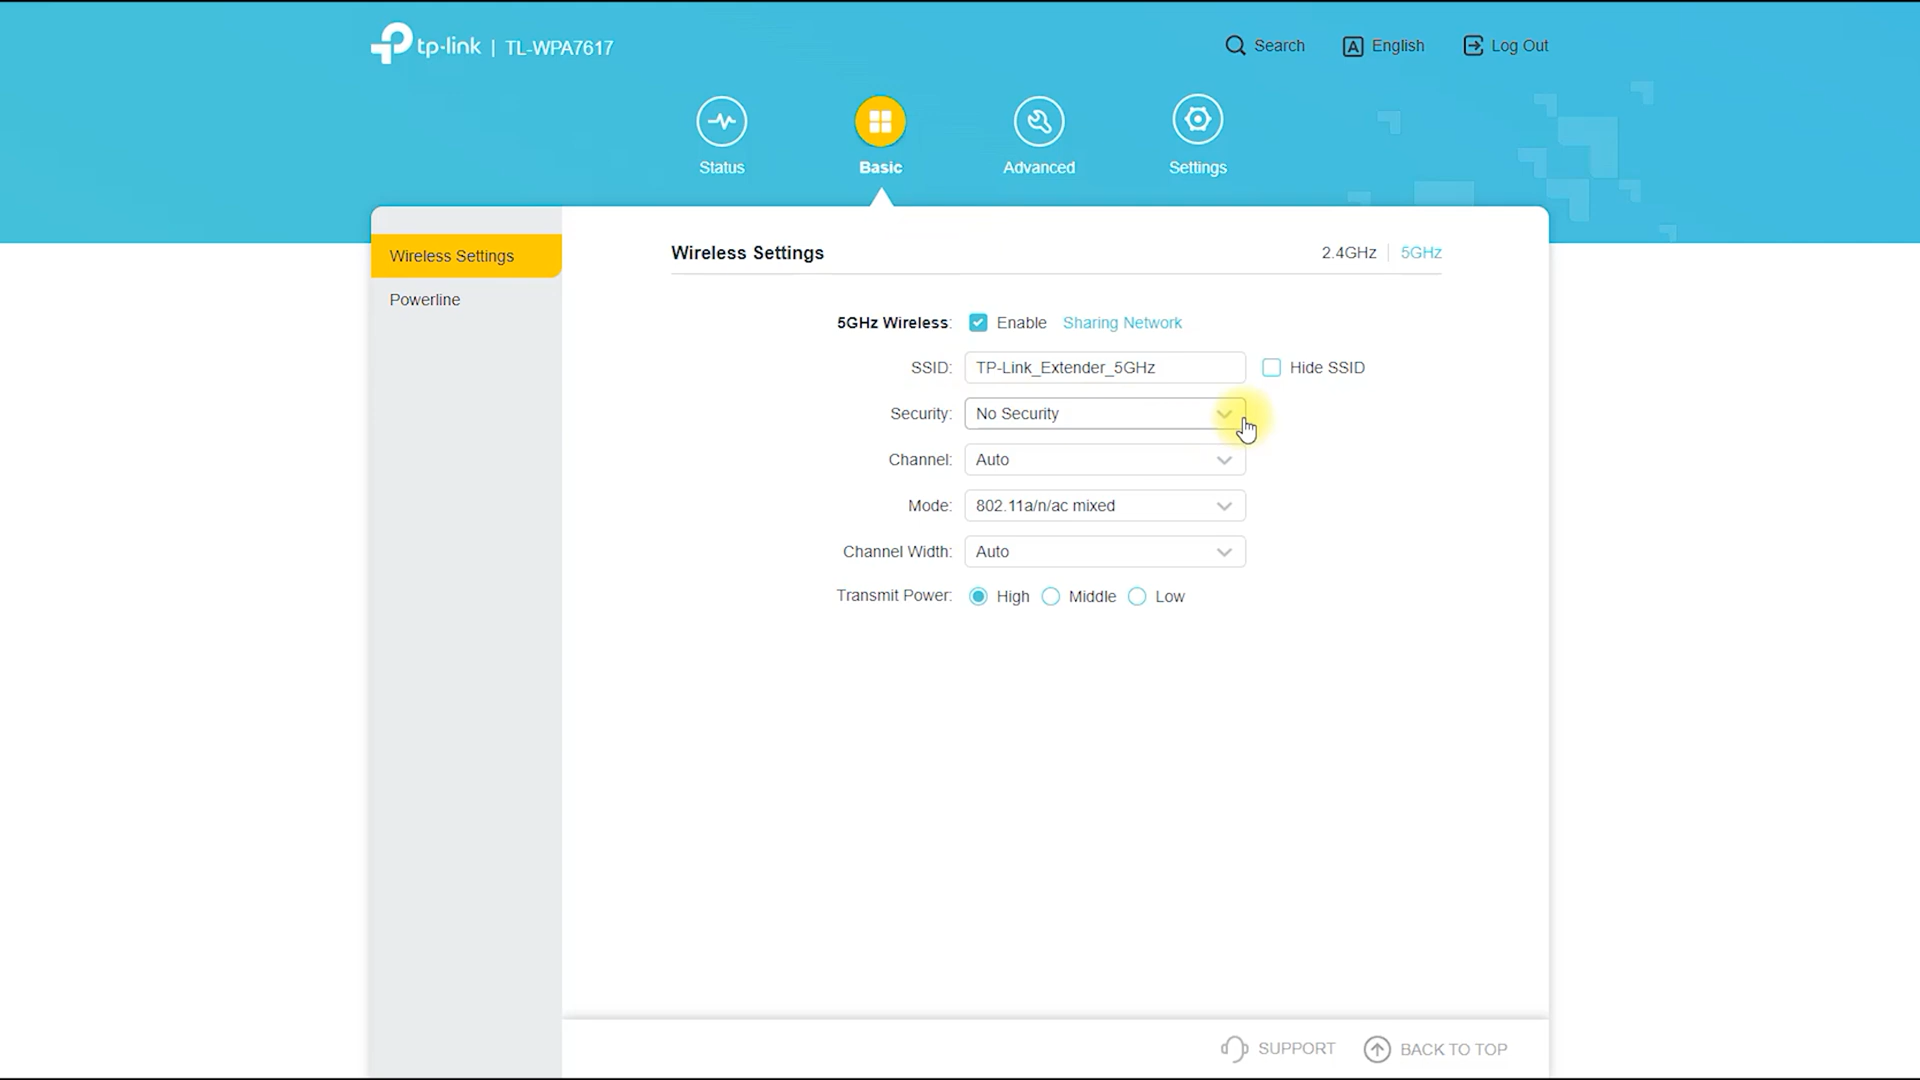 tp-link | TL-WPA7617
Search
English
Log Out
Status
Basic
Advanced
Settings
Wireless Settings
Powerline
Wireless Settings
2.4GHz | 5GHz
5GHz Wireless: Enable Sharing Network
SSID: TP-Link_Extender_5GHz Hide SSID
Security: No Security
Channel: Auto
Mode: 802.11a/n/ac mixed
Channel Width: Auto
Transmit Power: High Middle Low
SUPPORT
BACK TO TOP